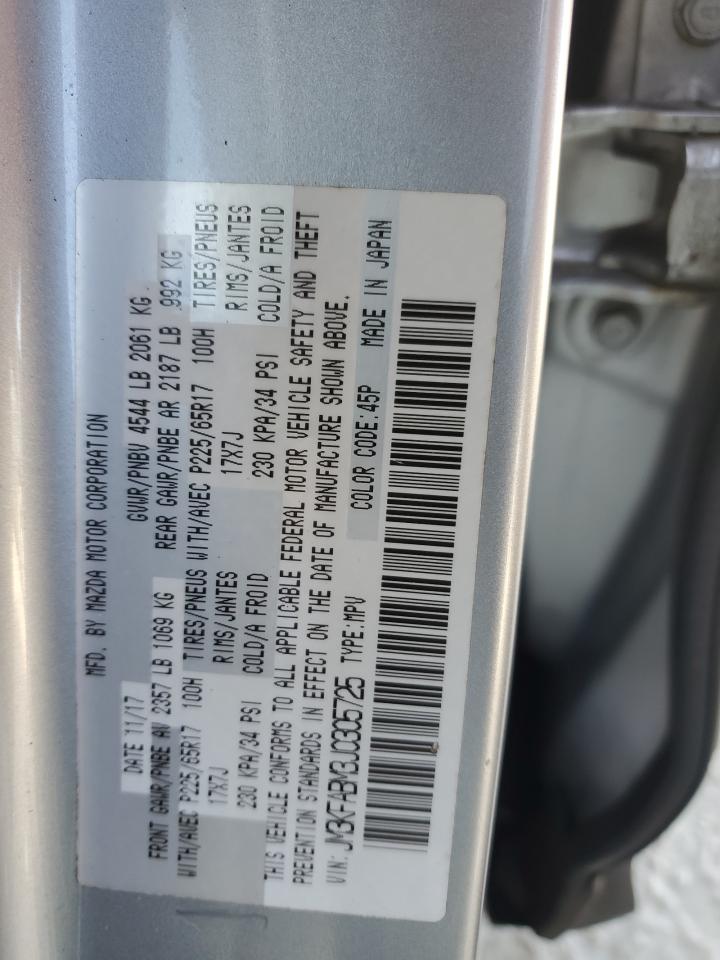 MFD. BY MAZDA MOTOR CORPORATION
DATE 11/17 GVWR/PNBV 4544 LB 2061 KG
FRONT GAWR/PNBE AV 2357 LB 1069 KG REAR GAWR/PNBE AR 2187 LB 992 KG
WITH/AVEC P225/65R17 100H TIRES/PNEUS WITH/AVEC P225/65R17 100H TIRES/PNEUS
17X7J RIMS/JANTES 17X7J RIMS/JANTES
230 KPA/34 PSI COLD/A FROID 230 KPA/34 PSI COLD/A FROID
THIS VEHICLE CONFORMS TO ALL APPLICABLE FEDERAL MOTOR VEHICLE SAFETY AND THEFT
PREVENTION STANDARDS IN EFFECT ON THE DATE OF MANUFACTURE SHOWN ABOVE.
VIN: JM3KFABM3J0305725 TYPE:MPV COLOR CODE:45P MADE IN JAPAN